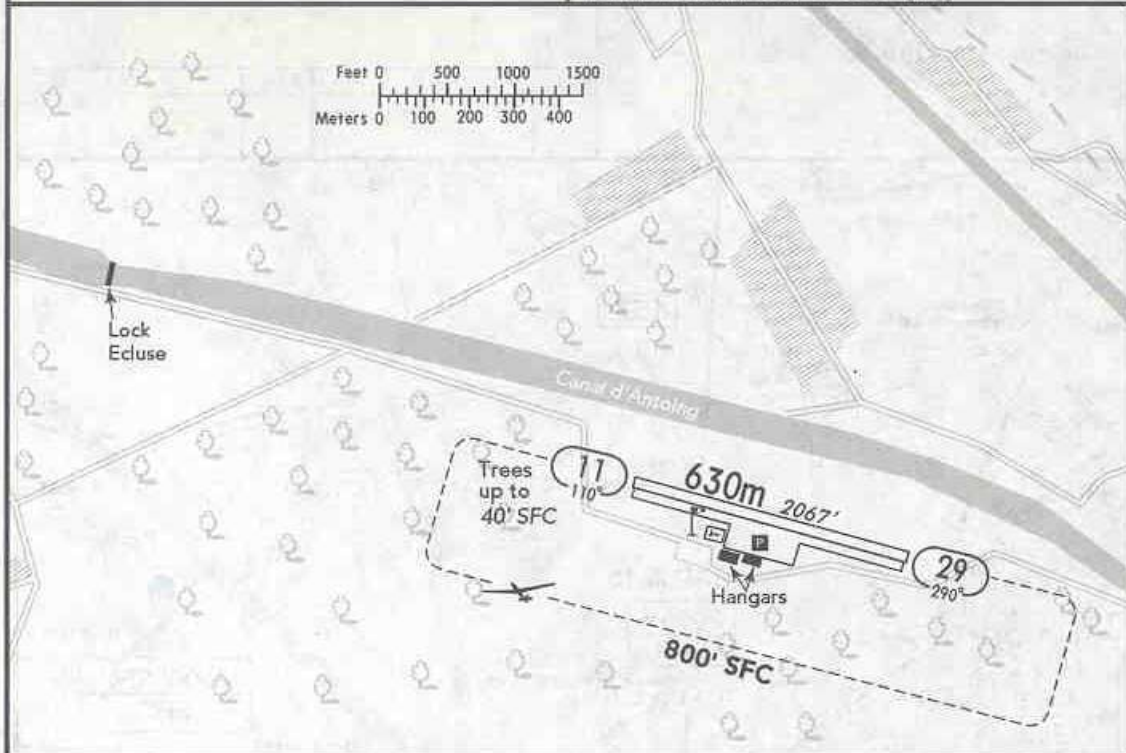 Feet 0 500 1000 1500
Meters 0 100 200 300 400
Lock
Ecluse
Canal d'Antoing
Trees
up to
40' SFC
11
110°
630m 2067'
T
P
29
290°
Hangars
800' SFC